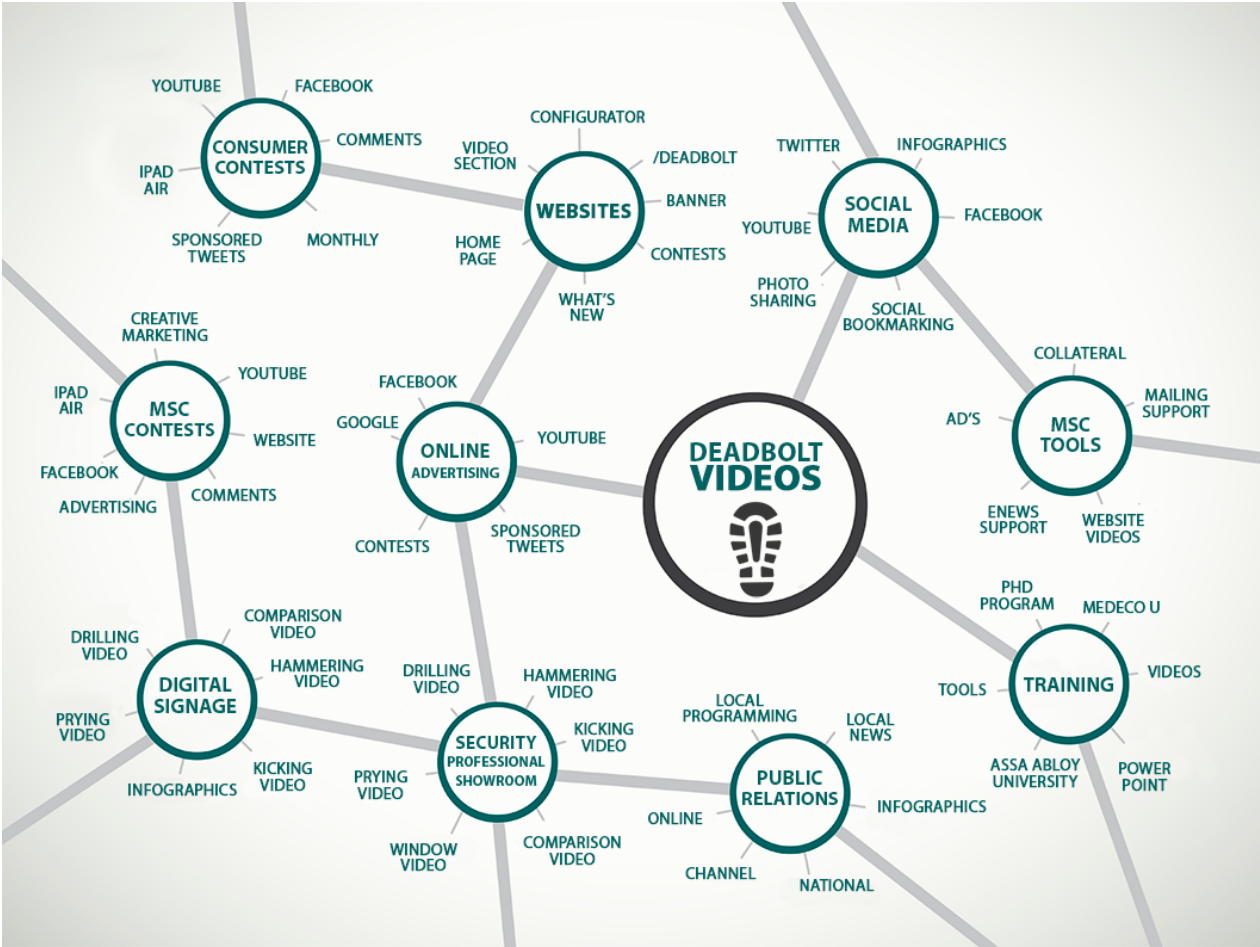 YOUTUBE
FACEBOOK
CONSUMER
CONTESTS
COMMENTS
IPAD
AIR
SPONSORED
TWEETS
MONTHLY
CONFIGURATOR
VIDEO
SECTION
/DEADBOLT
WEBSITES
BANNER
HOME
PAGE
CONTESTS
WHAT'S
NEW
TWITTER
INFOGRAPHICS
SOCIAL
MEDIA
FACEBOOK
YOUTUBE
PHOTO
SHARING
SOCIAL
BOOKMARKING
CREATIVE
MARKETING
YOUTUBE
IPAD
AIR
MSC
CONTESTS
WEBSITE
FACEBOOK
ADVERTISING
COMMENTS
FACEBOOK
GOOGLE
ONLINE
ADVERTISING
YOUTUBE
CONTESTS
SPONSORED
TWEETS
DEADBOLT
VIDEOS
COLLATERAL
MAILING
SUPPORT
AD'S
MSC
TOOLS
ENEWS
SUPPORT
WEBSITE
VIDEOS
COMPARISON
VIDEO
DRILLING
VIDEO
HAMMERING
VIDEO
DIGITAL
SIGNAGE
PRYING
VIDEO
INFOGRAPHICS
KICKING
VIDEO
DRILLING
VIDEO
HAMMERING
VIDEO
KICKING
VIDEO
SECURITY
PROFESSIONAL
SHOWROOM
PRYING
VIDEO
WINDOW
VIDEO
COMPARISON
VIDEO
LOCAL
PROGRAMMING
LOCAL
NEWS
PUBLIC
RELATIONS
INFOGRAPHICS
ONLINE
CHANNEL
NATIONAL
PHD
PROGRAM
MEDECO U
VIDEOS
TOOLS
TRAINING
ASSA ABLOY
UNIVERSITY
POWER
POINT